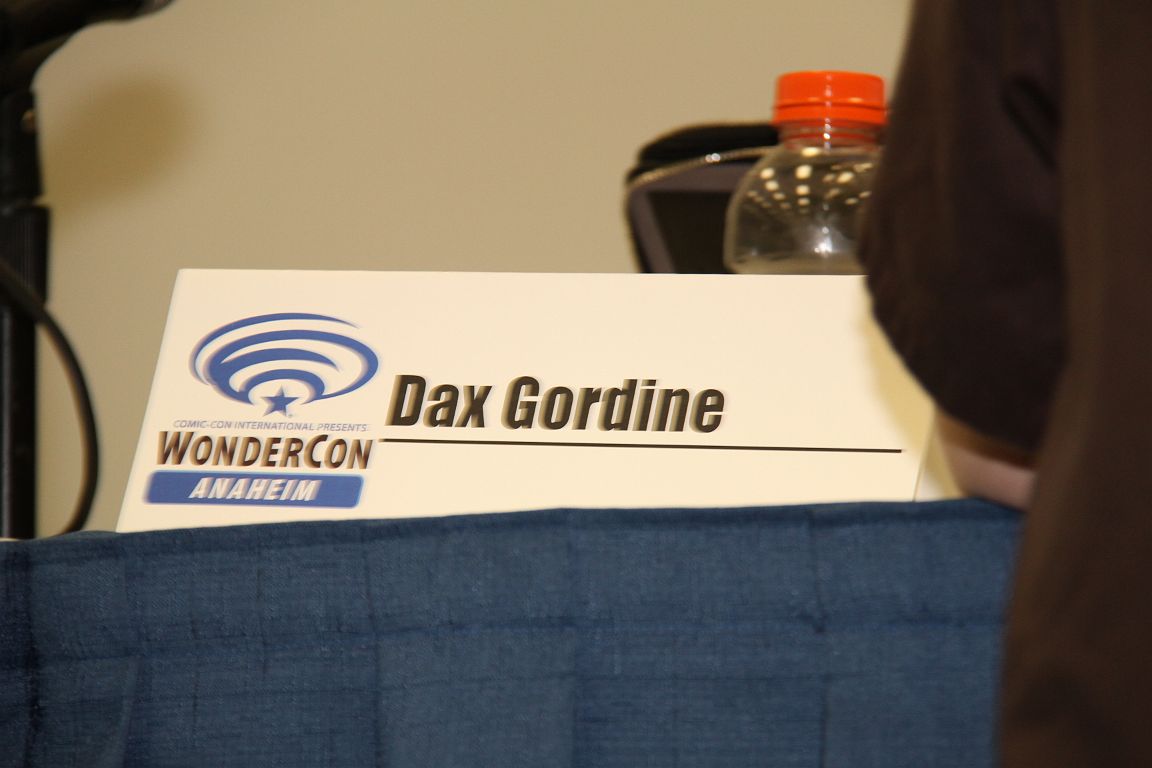 COMIC-CON INTERNATIONAL PRESENTS
WONDERCON
ANAHEIM
Dax Gordine